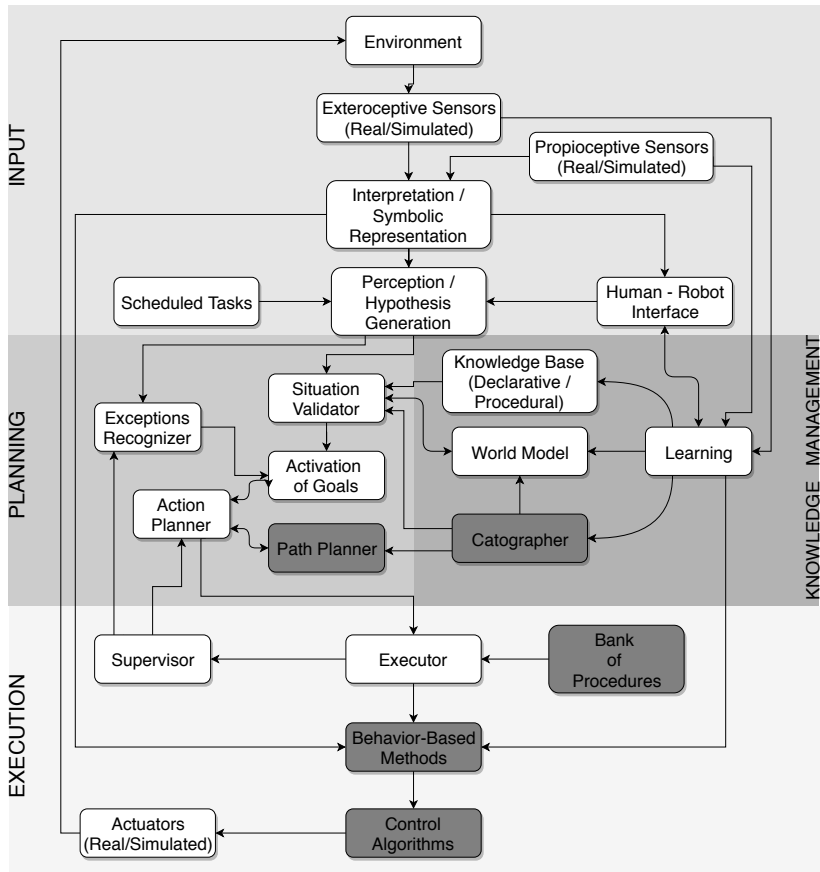 Environment
Exteroceptive Sensors
(Real/Simulated)
Propioceptive Sensors
(Real/Simulated)
INPUT
Interpretation /
Symbolic
Representation
Scheduled Tasks
Perception /
Hypothesis
Generation
Human - Robot
Interface
KNOWLEDGE MANAGEMENT
PLANNING
Exceptions
Recognizer
Situation
Validator
Knowledge Base
(Declarative /
Procedural)
Activation
of Goals
World Model
Learning
Action
Planner
Path Planner
Catographer
EXECUTION
Supervisor
Executor
Bank
of
Procedures
Behavior-Based
Methods
Actuators
(Real/Simulated)
Control
Algorithms